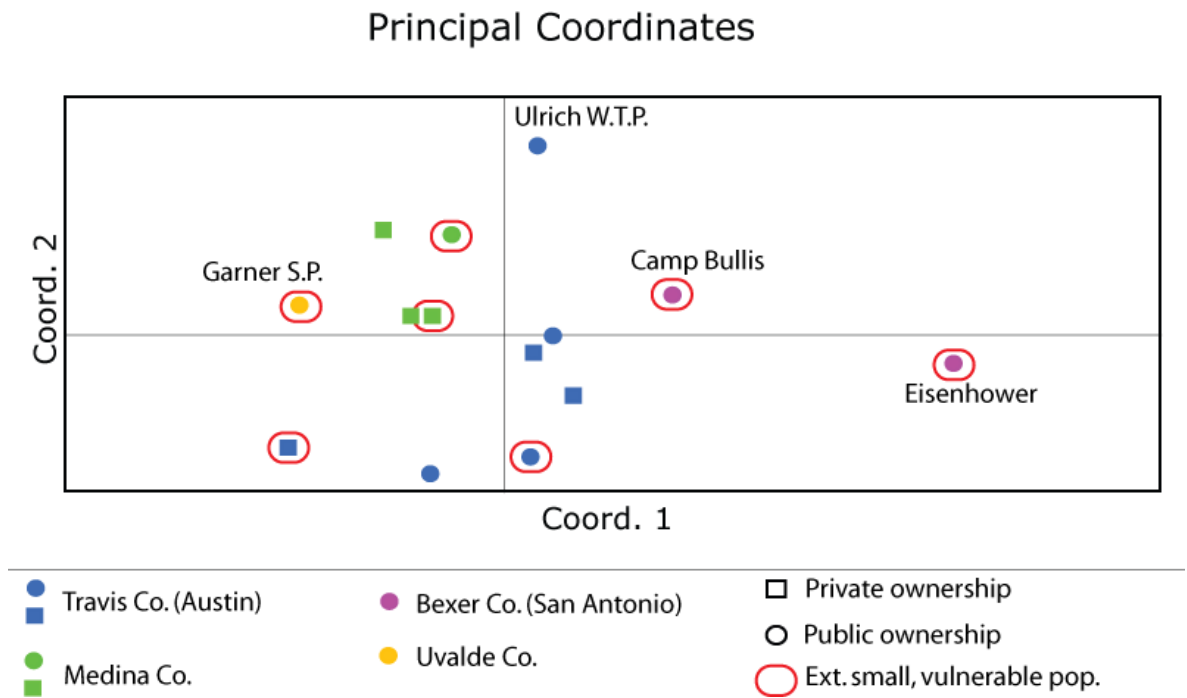 Principal Coordinates
Ulrich W.T.P.
Camp Bullis
Garner S.P.
Coord. 2
Eisenhower
Coord. 1
Travis Co. (Austin)
Medina Co.
Bexer Co. (San Antonio)
Uvalde Co.
Private ownership
Public ownership
Ext. small, vulnerable pop.